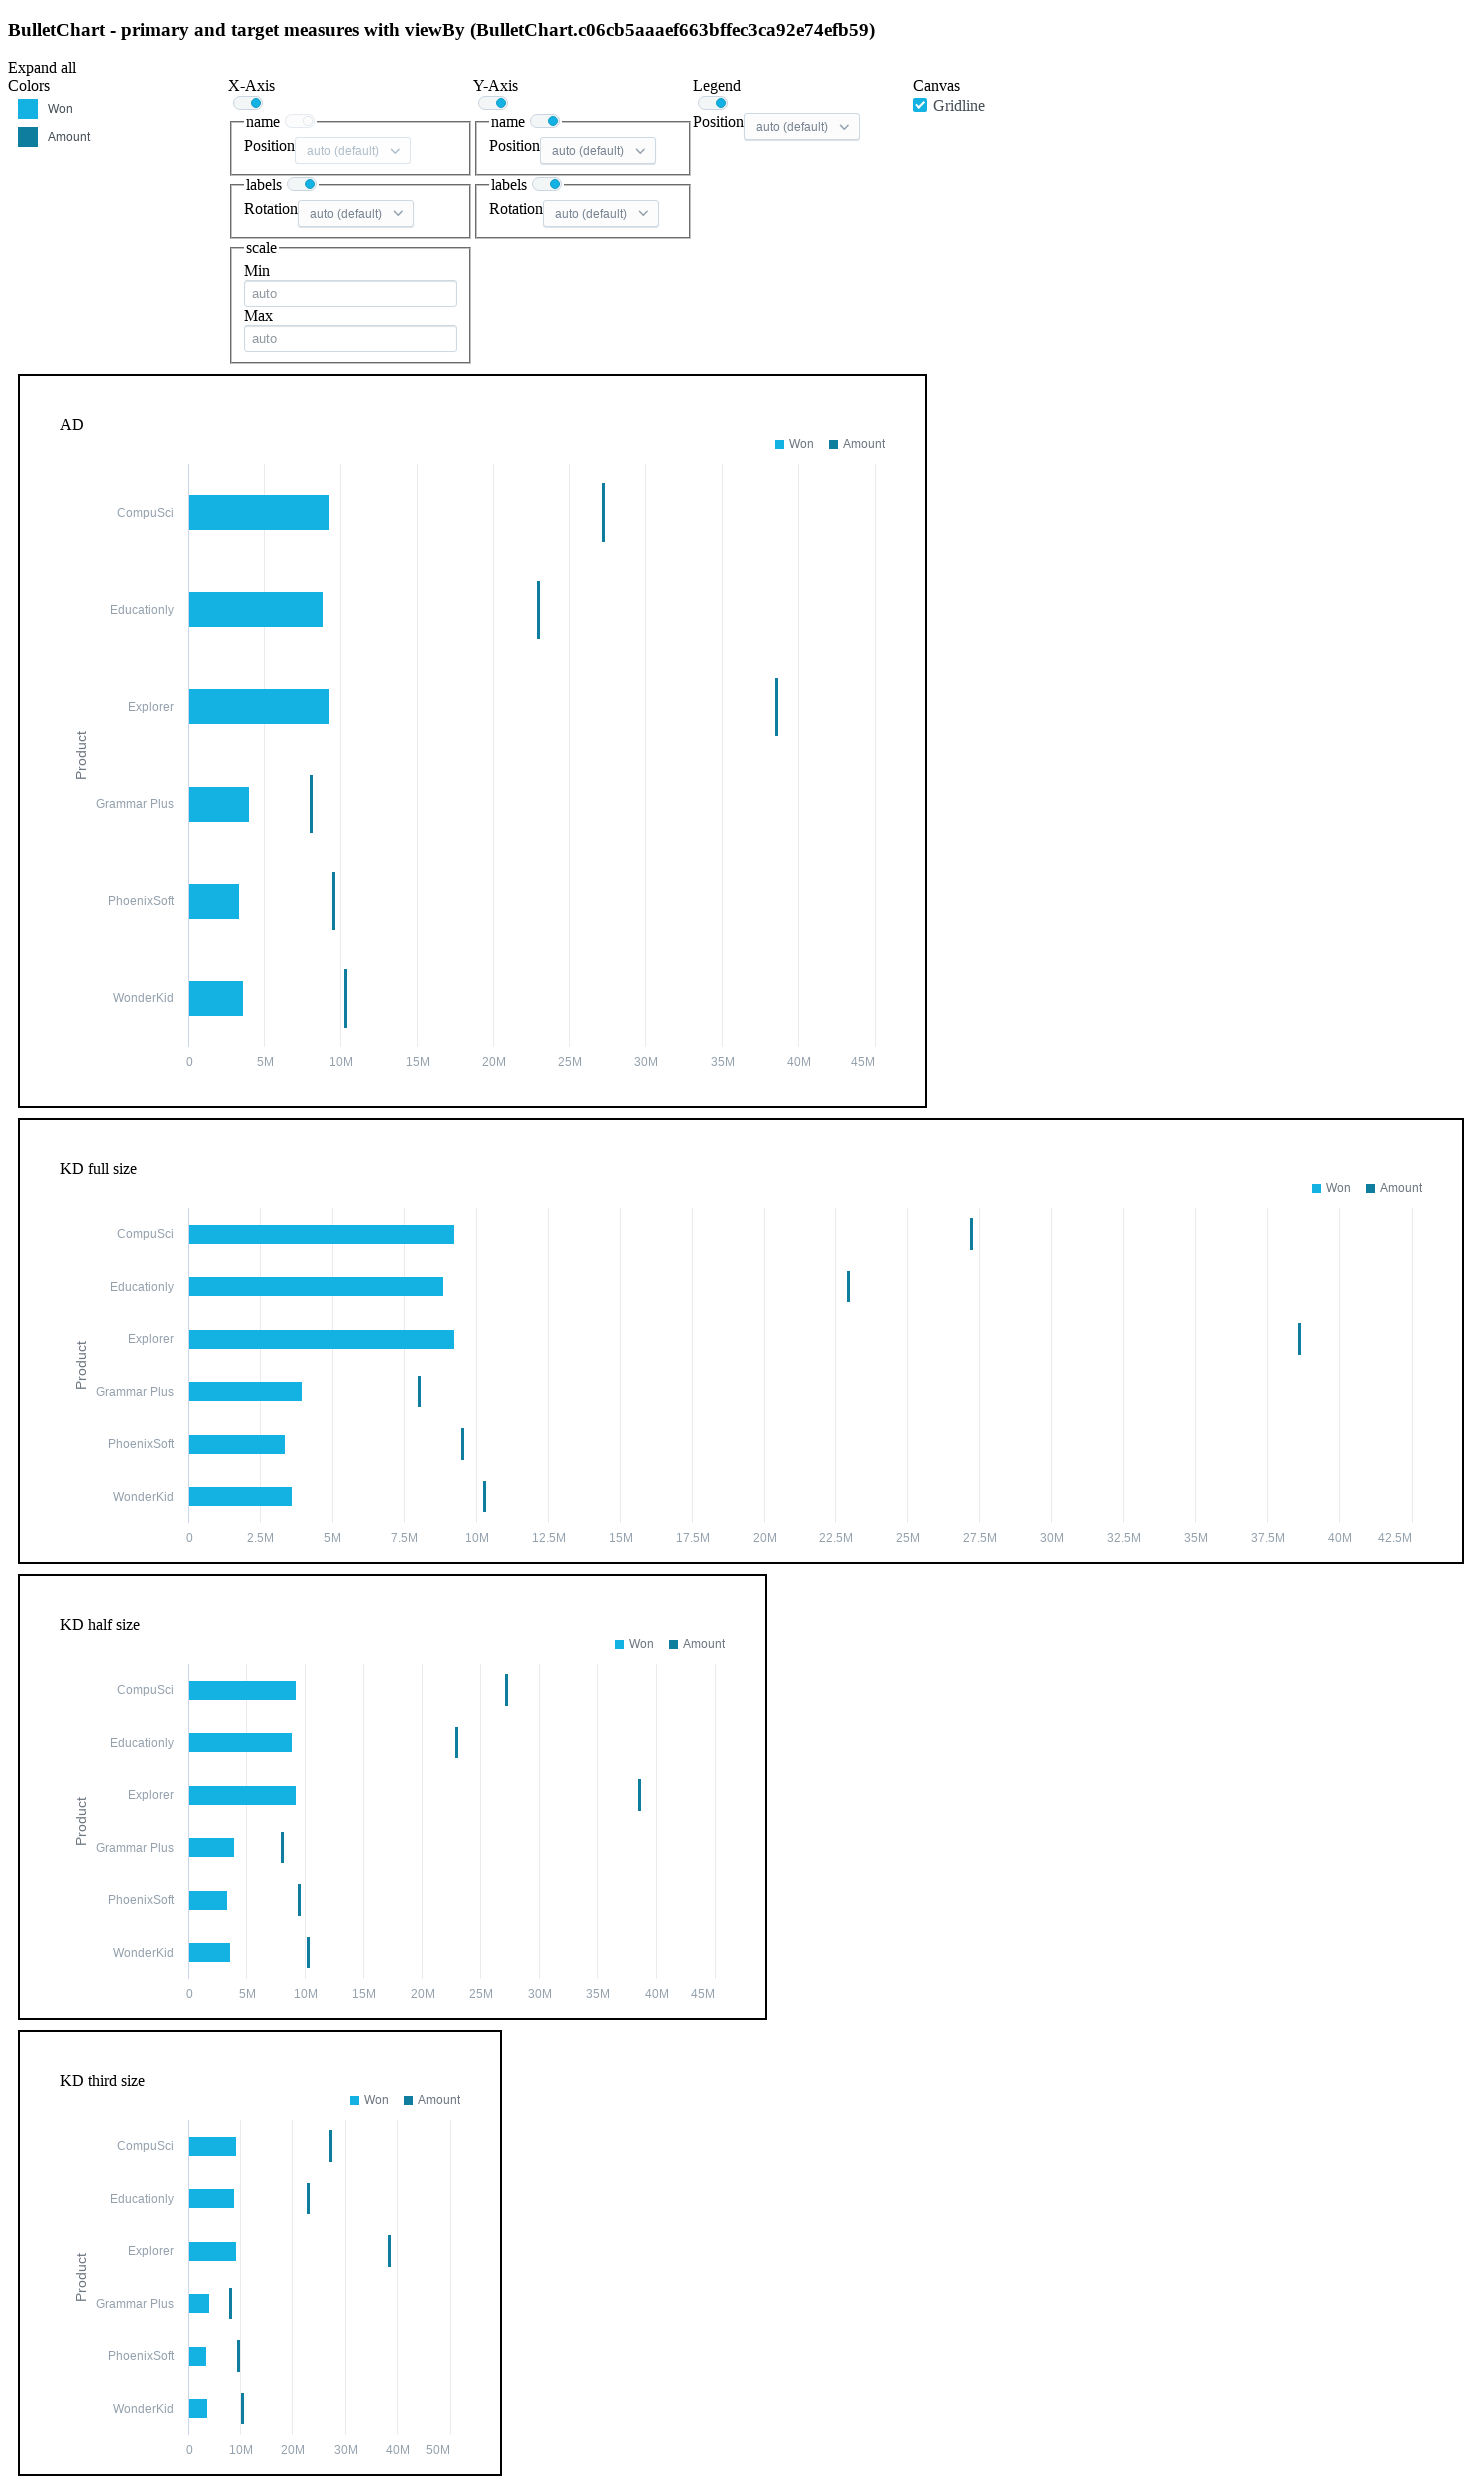 BulletChart - primary and target measures with viewBy (BulletChart.c06cb5aaaef663bffec3ca92e74efb59)
Expand all
Colors
Won
Amount
X-Axis
name
Position auto (default)
labels
Rotation auto (default)
scale
Min
auto
Max
auto
Y-Axis
name
Position auto (default)
labels
Rotation auto (default)
Legend
Position auto (default)
Canvas
Gridline
AD
Won Amount
Product
CompuSci
Educationly
Explorer
Grammar Plus
PhoenixSoft
WonderKid
0 5M 10M 15M 20M 25M 30M 35M 40M 45M
KD full size
Won Amount
Product
CompuSci
Educationly
Explorer
Grammar Plus
PhoenixSoft
WonderKid
0 2.5M 5M 7.5M 10M 12.5M 15M 17.5M 20M 22.5M 25M 27.5M 30M 32.5M 35M 37.5M 40M 42.5M
KD half size
Won Amount
Product
CompuSci
Educationly
Explorer
Grammar Plus
PhoenixSoft
WonderKid
0 5M 10M 15M 20M 25M 30M 35M 40M 45M
KD third size
Won Amount
Product
CompuSci
Educationly
Explorer
Grammar Plus
PhoenixSoft
WonderKid
0 10M 20M 30M 40M 50M